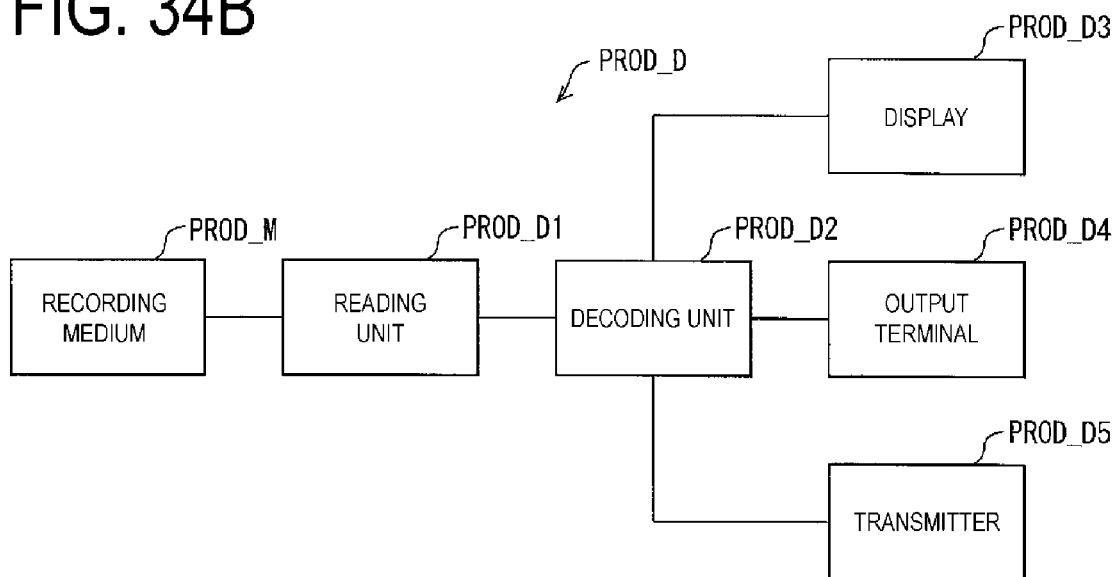 FIG. 34B
PROD_D
PROD_D3
DISPLAY
PROD_M
RECORDING
MEDIUM
PROD_D1
READING
UNIT
PROD_D2
DECODING UNIT
PROD_D4
OUTPUT
TERMINAL
PROD_D5
TRANSMITTER